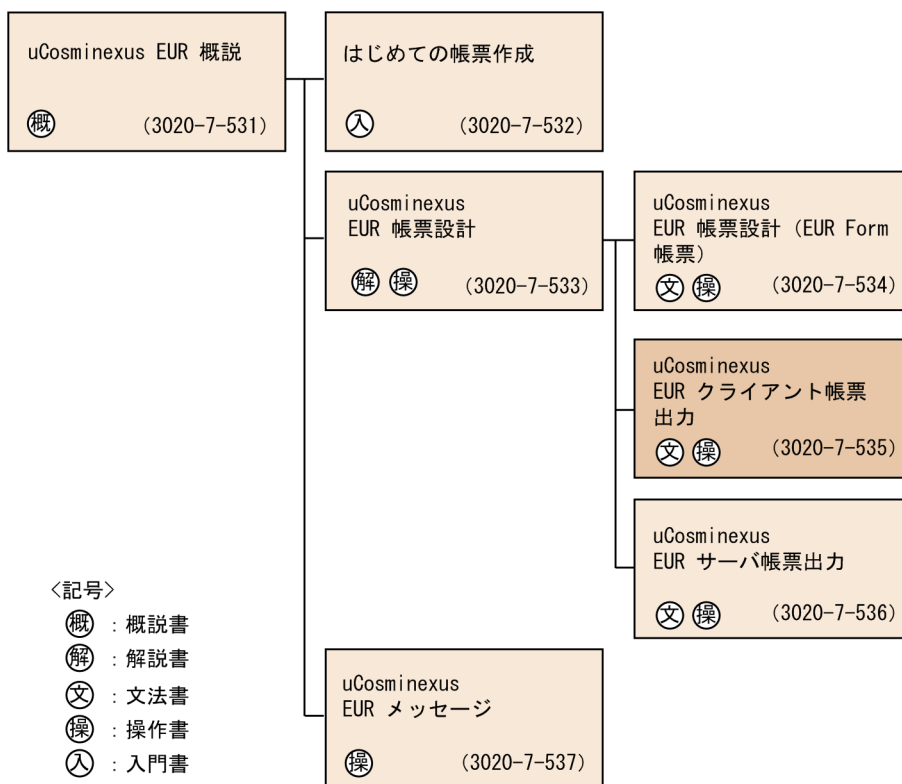 uCosminexus EUR 概説
概 (3020-7-531)
はじめての帳票作成
入 (3020-7-532)
uCosminexus
EUR 帳票設計
解 操 (3020-7-533)
uCosminexus
EUR 帳票設計（EUR Form
帳票）
文 操 (3020-7-534)
uCosminexus
EUR クライアント帳票
出力
文 操 (3020-7-535)
uCosminexus
EUR サーバ帳票出力
文 操 (3020-7-536)
uCosminexus
EUR メッセージ
操 (3020-7-537)
〈記号〉
概 ：概説書
解 ：解説書
文 ：文法書
操 ：操作書
入 ：入門書